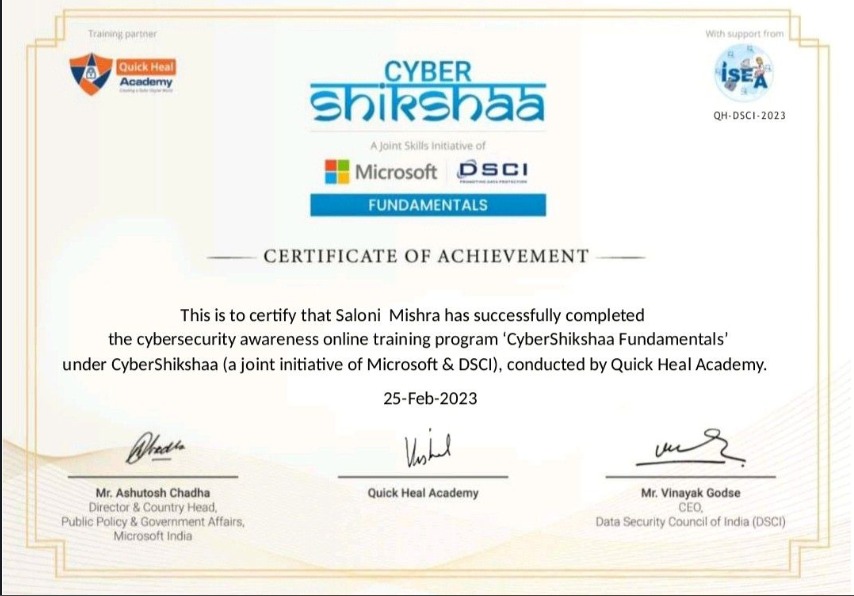 Training partner
Quick Heal
Academy
With support from
ISEA
QH-DSCI-2023
CYBER
shikshaa
A Joint Skills Initiative of
Microsoft
DSCI
PROMOTING DATA PROTECTION
FUNDAMENTALS
CERTIFICATE OF ACHIEVEMENT
This is to certify that Saloni Mishra has successfully completed
the cybersecurity awareness online training program ‘CyberShikshaa Fundamentals’
under CyberShikshaa (a joint initiative of Microsoft & DSCI), conducted by Quick Heal Academy.
25-Feb-2023
Mr. Ashutosh Chadha
Director & Country Head,
Public Policy & Government Affairs,
Microsoft India
Quick Heal Academy
Mr. Vinayak Godse
CEO,
Data Security Council of India (DSCI)